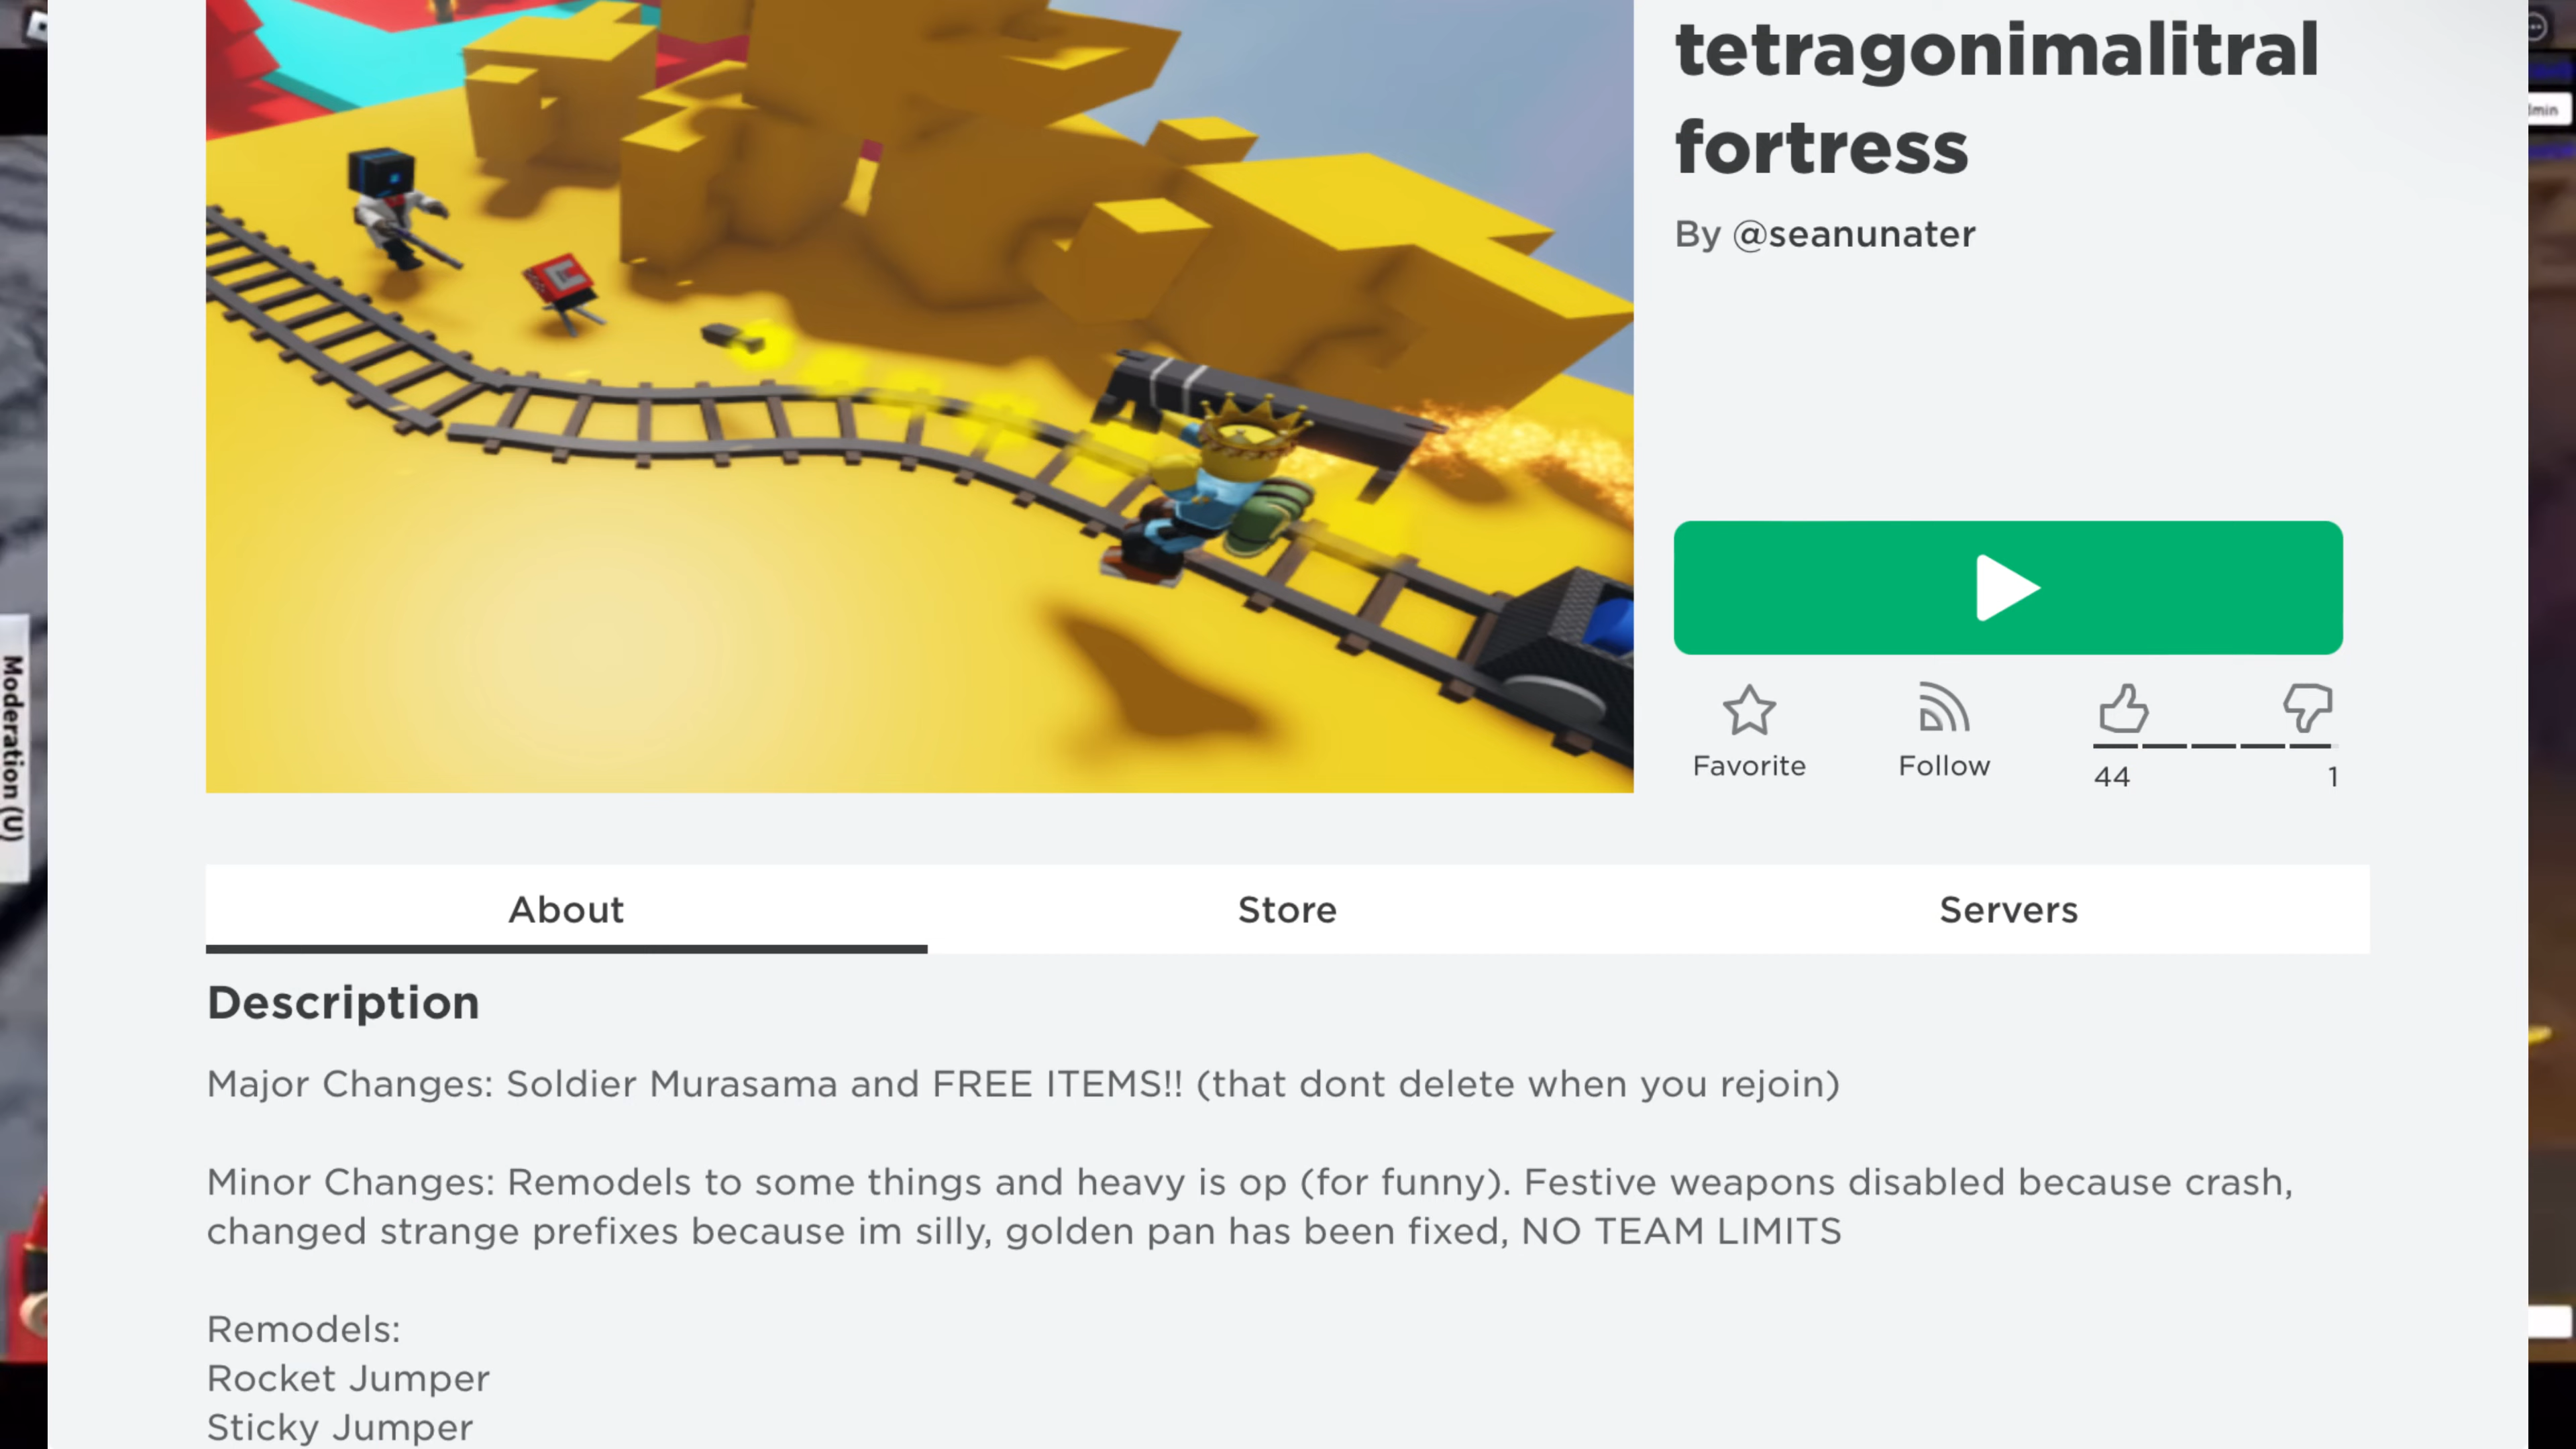 tetragonimalitral
fortress
By @seanunater
Favorite
Follow
44
1
Moderation (U)
About
Store
Servers
Description
Major Changes: Soldier Murasama and FREE ITEMS!! (that dont delete when you rejoin)
Minor Changes: Remodels to some things and heavy is op (for funny). Festive weapons disabled because crash,
changed strange prefixes because im silly, golden pan has been fixed, NO TEAM LIMITS
Remodels:
Rocket Jumper
Sticky Jumper